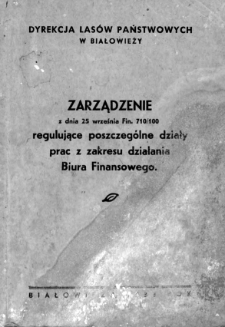 DYREKCJA LASÓW PAŃSTWOWYCH
W BIAŁOWIEŻY
ZARZĄDZENIE
z dnia 25 września Fin. 710/100
regulujące poszczególne działy
prac z zakresu działania
Biura Finansowego.